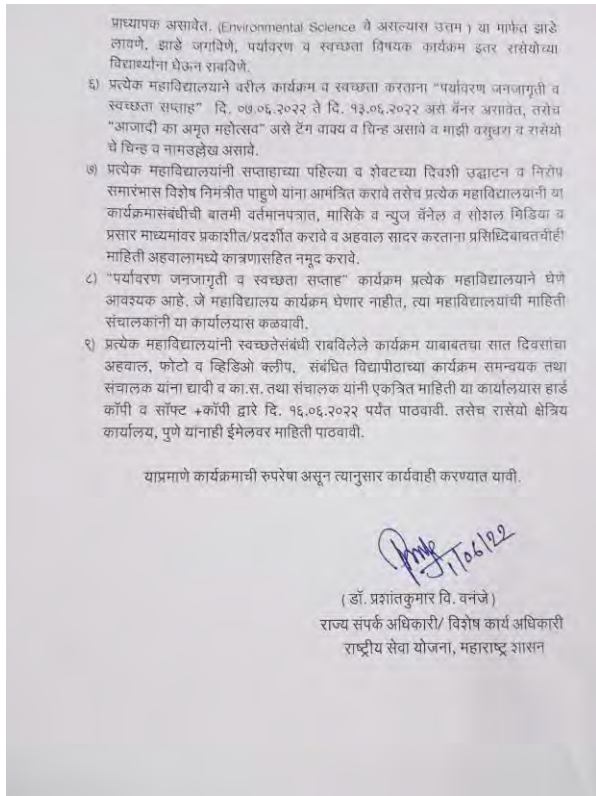 प्राध्यापक असावेत. (Environmental Science चे असल्यास उत्तम ) या मार्फत झाडे
लावणे, झाडे जगविणे, पर्यावरण व स्वच्छता विषयक कार्यक्रम इतर रासेयोच्या
विद्यार्थ्यांना घेऊन राबविणे.
६) प्रत्येक महाविद्यालयाने वरील कार्यक्रम व स्वच्छता करताना "पर्यावरण जनजागृती व
स्वच्छता सप्ताह" दि. ०७.०६.२०२२ ते दि. १३.०६.२०२२ असे बॅनर असावेत, तसेच
"आजादी का अमृत महोत्सव" असे टॅग वाक्य व चिन्ह असावे व माझी वसुंधरा व रासेयो
चे चिन्ह व नामउल्लेख असावे.
७) प्रत्येक महाविद्यालयांनी सप्ताहाच्या पहिल्या व शेवटच्या दिवशी उद्घाटन व निरोप
समारंभास विशेष निमंत्रीत पाहुणे यांना आमंत्रित करावे तसेच प्रत्येक महाविद्यालयांनी या
कार्यक्रमासंबंधीची बातमी वर्तमानपत्रात, मासिके व न्युज चॅनेल व सोशल मिडिया व
प्रसार माध्यमांवर प्रकाशीत/प्रदर्शीत करावे व अहवाल सादर करताना प्रसिध्दिबाबतचीही
माहिती अहवालामध्ये कात्रणासहित नमूद करावे.
८) "पर्यावरण जनजागृती व स्वच्छता सप्ताह" कार्यक्रम प्रत्येक महाविद्यालयाने घेणे
आवश्यक आहे. जे महाविद्यालय कार्यक्रम घेणार नाहीत, त्या महाविद्यालयांची माहिती
संचालकांनी या कार्यालयास कळवावी.
९) प्रत्येक महाविद्यालयांनी स्वच्छतेसंबंधी राबविलेले कार्यक्रम याबाबतचा सात दिवसांचा
अहवाल, फोटो व व्हिडिओ क्लीप, संबंधित विद्यापीठाच्या कार्यक्रम समन्वयक तथा
संचालक यांना द्यावी व का.स. तथा संचालक यांनी एकत्रित माहिती या कार्यालयास हार्ड
कॉपी व सॉफ्ट +कॉपी द्वारे दि. १६.०६.२०२२ पर्यंत पाठवावी. तसेच रासेयो क्षेत्रिय
कार्यालय, पुणे यांनाही ईमेलवर माहिती पाठवावी.
याप्रमाणे कार्यक्रमाची रुपरेषा असून त्यानुसार कार्यवाही करण्यात यावी.
1/06/22
( डॉ. प्रशांतकुमार वि. वनंजे )
राज्य संपर्क अधिकारी/ विशेष कार्य अधिकारी
राष्ट्रीय सेवा योजना, महाराष्ट्र शासन